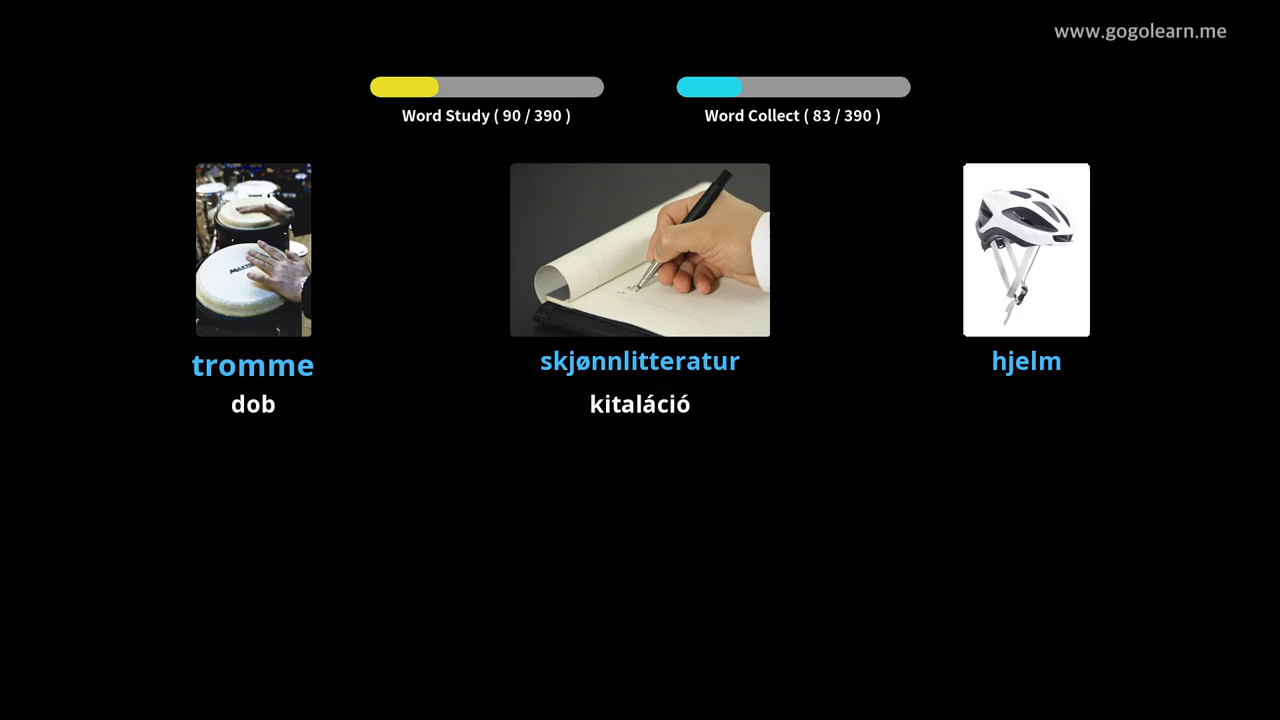 www.gogolearn.me
Word Study ( 90 / 390 )
Word Collect ( 83 / 390 )
tromme
skjønnlitteratur
hjelm
dob
kitaláció